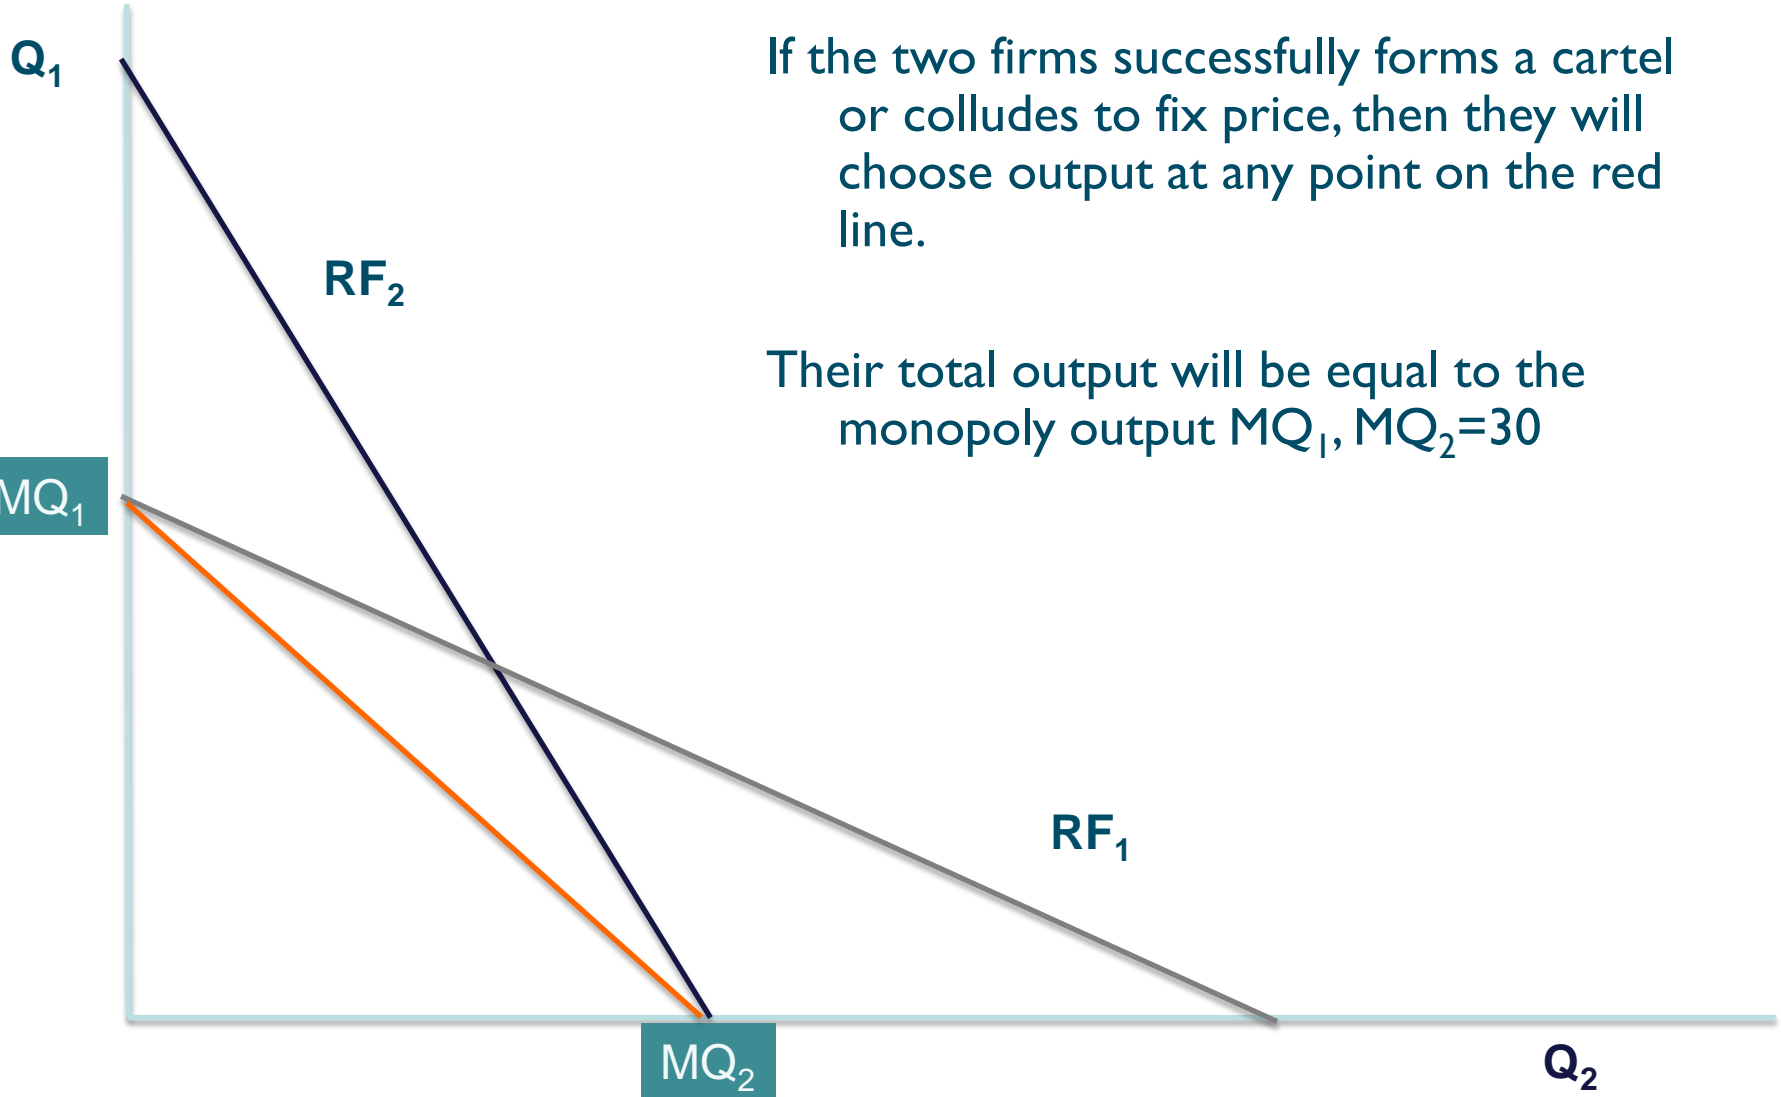 Q₁
If the two firms successfully forms a cartel
or colludes to fix price, then they will
choose output at any point on the red
line.
RF₂
Their total output will be equal to the
monopoly output MQ₁, MQ₂=30
MQ₁
RF₁
MQ₂
Q₂